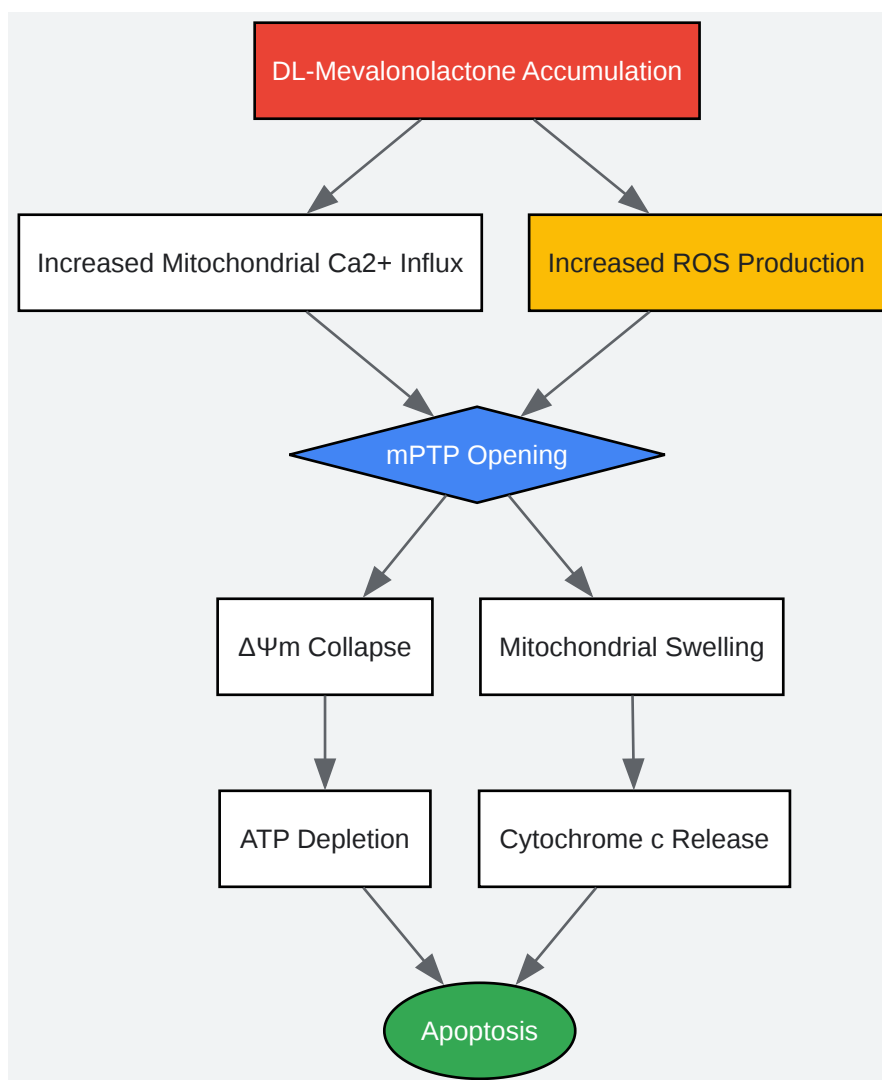 DL-Mevalonolactone Accumulation
Increased Mitochondrial Ca2+ Influx
Increased ROS Production
mPTP Opening
ΔΨm Collapse
Mitochondrial Swelling
ATP Depletion
Cytochrome c Release
Apoptosis